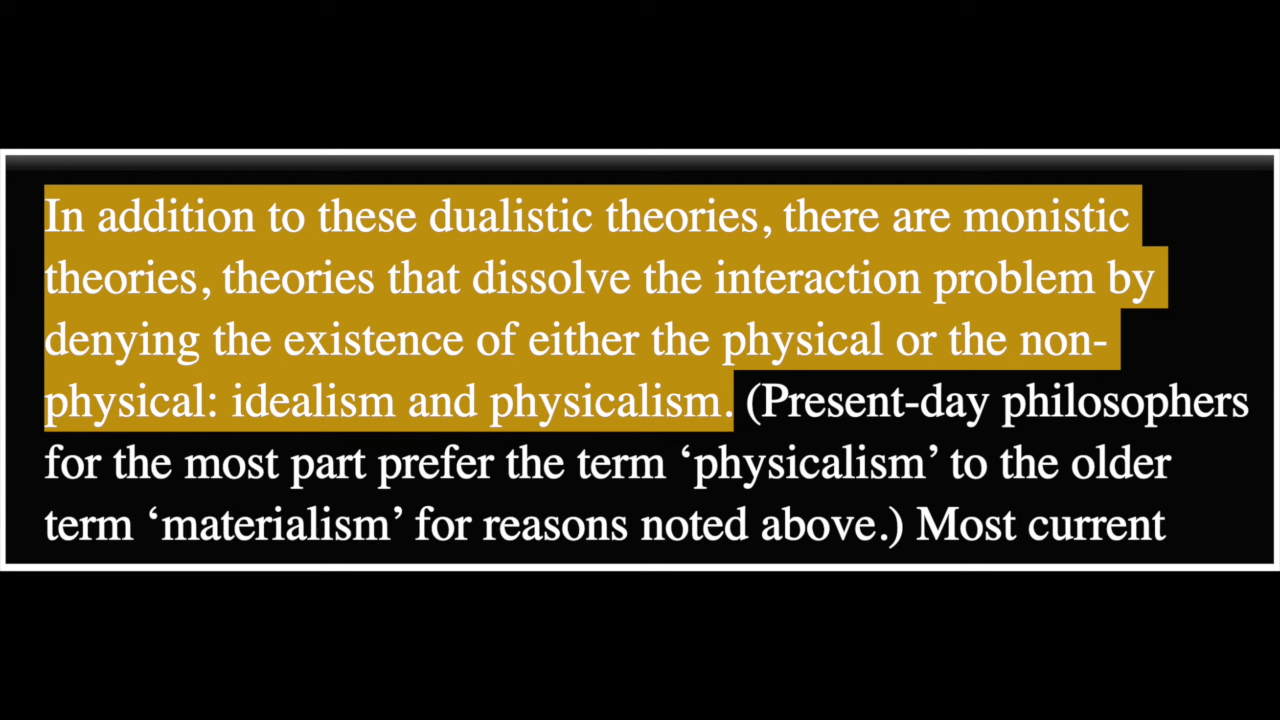 In addition to these dualistic theories, there are monistic
theories, theories that dissolve the interaction problem by
denying the existence of either the physical or the non-
physical: idealism and physicalism. (Present-day philosophers
for the most part prefer the term ‘physicalism’ to the older
term ‘materialism’ for reasons noted above.) Most current